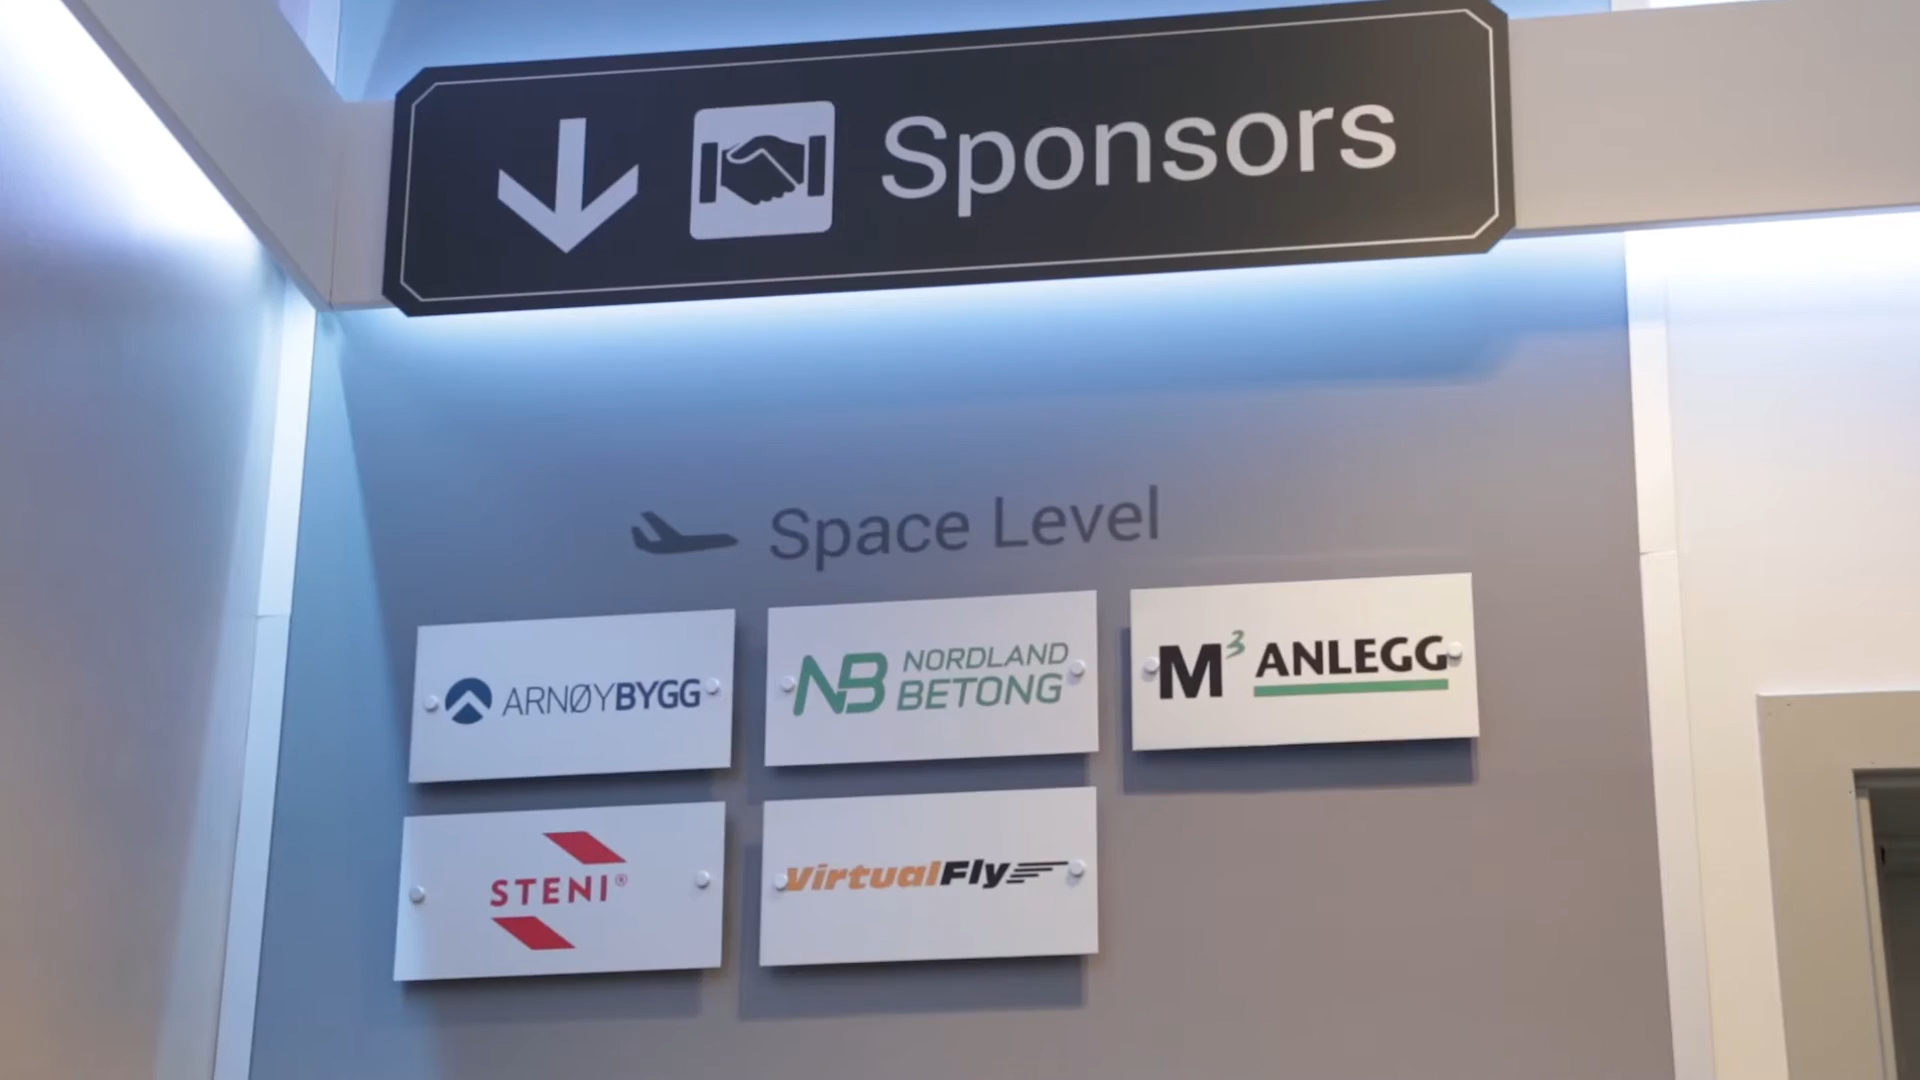 Sponsors
Space Level
ARNØYBYGG
NB NORDLAND
BETONG
M³ ANLEGG
STENI®
VirtualFly